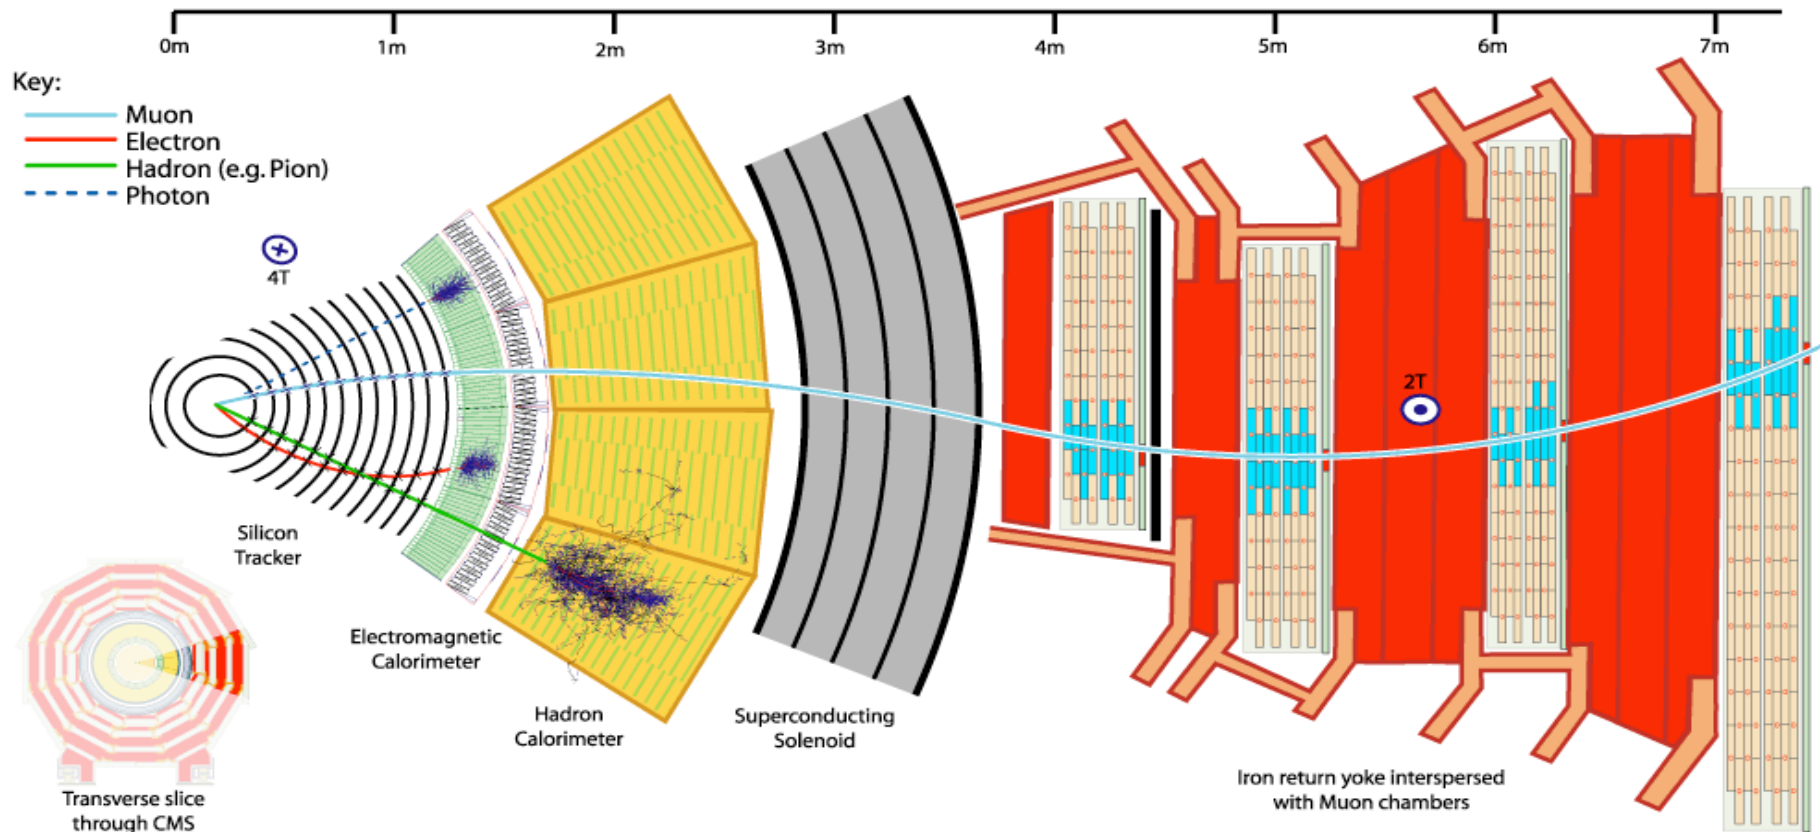 0m 1m 2m 3m 4m 5m 6m 7m
Key:
Muon
Electron
Hadron (e.g. Pion)
Photon
4T
2T
Silicon
Tracker
Electromagnetic
Calorimeter
Hadron
Calorimeter
Superconducting
Solenoid
Iron return yoke interspersed
with Muon chambers
Transverse slice
through CMS